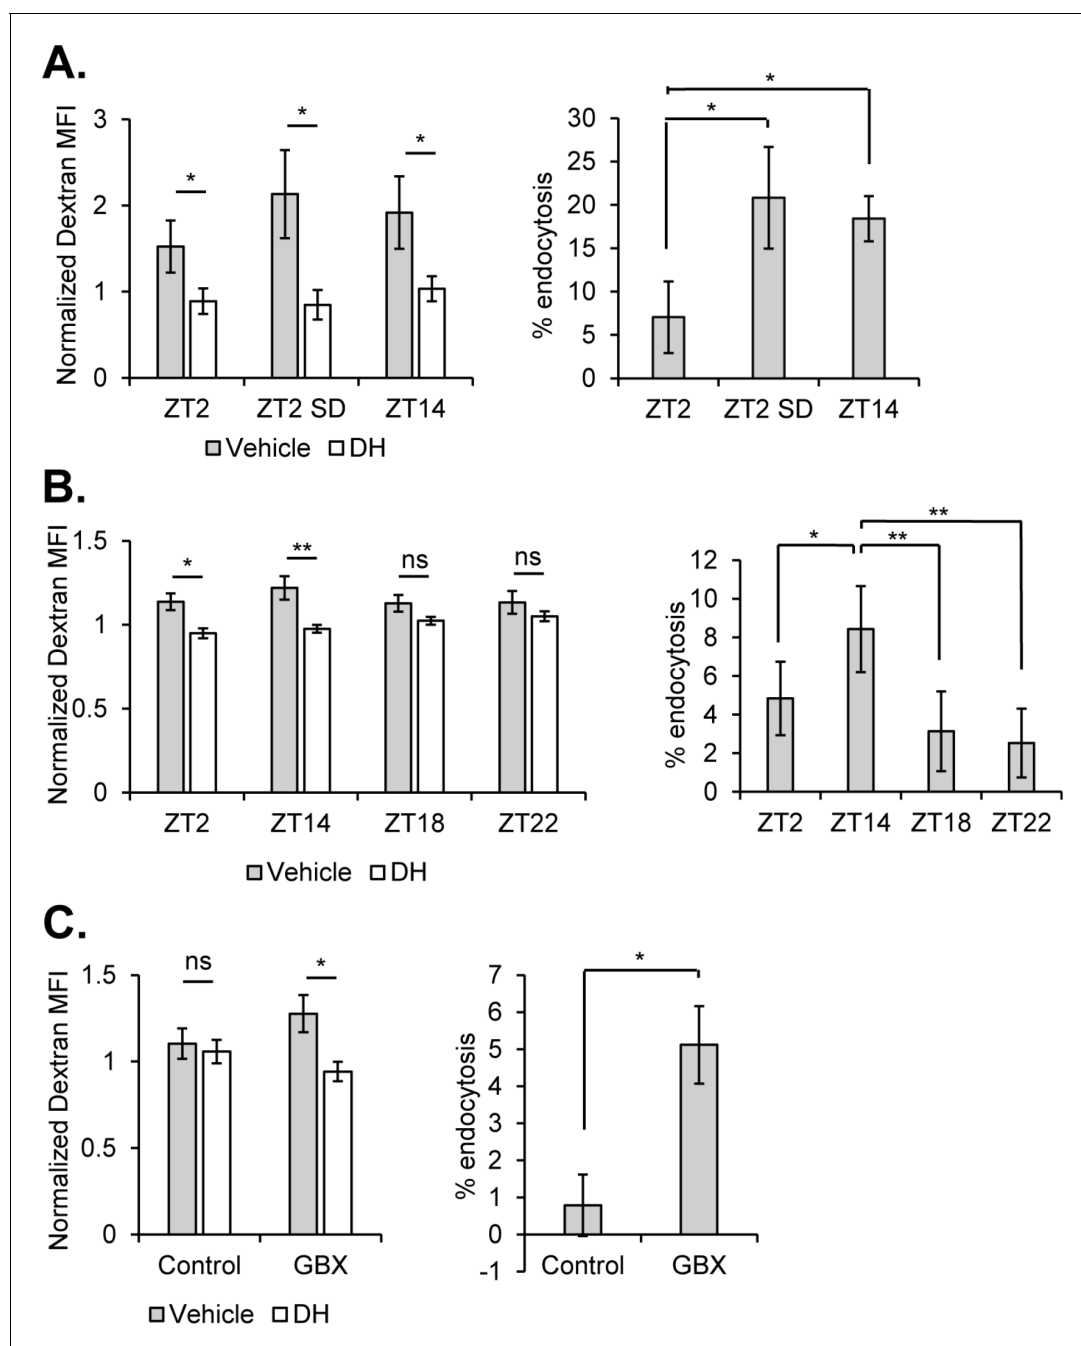 A.
Normalized Dextran MFI
3
2
1
0
*
*
*
ZT2 ZT2 SD ZT14
Vehicle DH
% endocytosis
30
25
20
15
10
5
0
*
*
ZT2 ZT2 SD ZT14
B.
Normalized Dextran MFI
1.5
1
0.5
0
*
**
ns
ns
ZT2 ZT14 ZT18 ZT22
Vehicle DH
% endocytosis
12
10
8
6
4
2
0
**
*
**
ZT2 ZT14 ZT18 ZT22
C.
Normalized Dextran MFI
1.5
1
0.5
0
ns
*
Control GBX
Vehicle DH
% endocytosis
7
6
5
4
3
2
1
0
-1
*
Control GBX